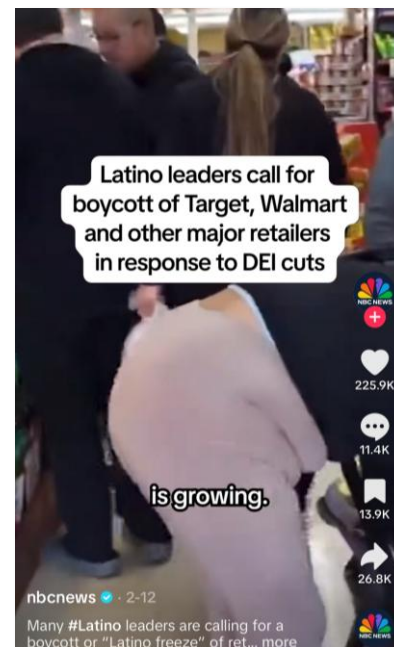 Latino leaders call for
boycott of Target, Walmart
and other major retailers
in response to DEI cuts
NBC NEWS
225.9K
11.4K
13.9K
26.8K
is growing.
nbcnews · 2-12
Many #Latino leaders are calling for a
boycott or “Latino freeze” of ret... more
NBC NEWS